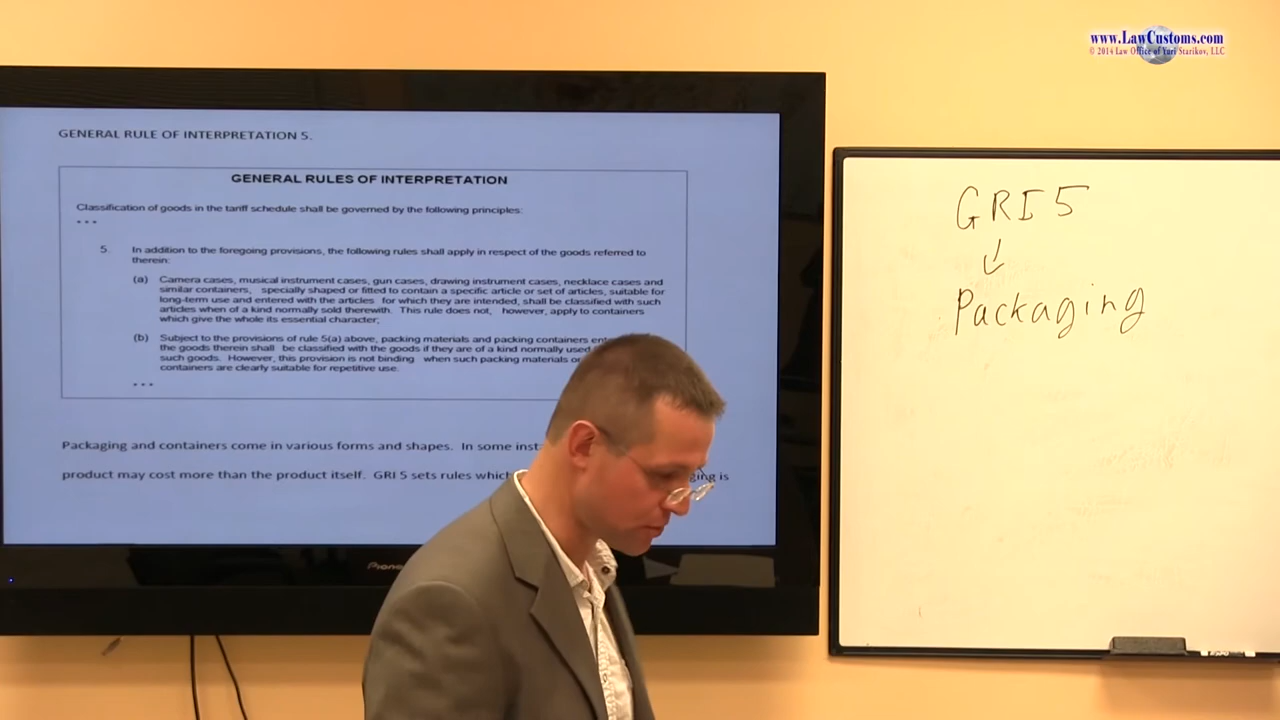 www.LawCustoms.com
© 2014 Law Office of Yuri Starikov, LLC
GENERAL RULE OF INTERPRETATION 5.
GENERAL RULES OF INTERPRETATION
Classification of goods in the tariff schedule shall be governed by the following principles:
* * *
5. In addition to the foregoing provisions, the following rules shall apply in respect of the goods referred to
therein:
(a) Camera cases, musical instrument cases, gun cases, drawing instrument cases, necklace cases and
similar containers, specially shaped or fitted to contain a specific article or set of articles, suitable for
long-term use and entered with the articles for which they are intended, shall be classified with such
articles when of a kind normally sold therewith. This rule does not, however, apply to containers
which give the whole its essential character;
(b) Subject to the provisions of rule 5(a) above, packing materials and packing containers
the goods therein shall be classified with the goods if they are of a kind normally used
such goods. However, this provision is not binding when such packing materials or
containers are clearly suitable for repetitive use.
* * *
Packaging and containers come in various forms and shapes. In some
product may cost more than the product itself. GRI 5 sets rules is
GRI 5
Packaging